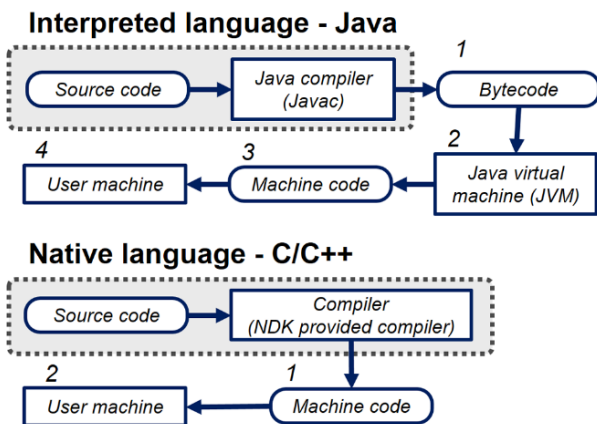 Interpreted language - Java
1
Source code
Java compiler
(Javac)
Bytecode
4
3
2
User machine
Machine code
Java virtual
machine (JVM)
Native language - C/C++
Source code
Compiler
(NDK provided compiler)
2
1
User machine
Machine code